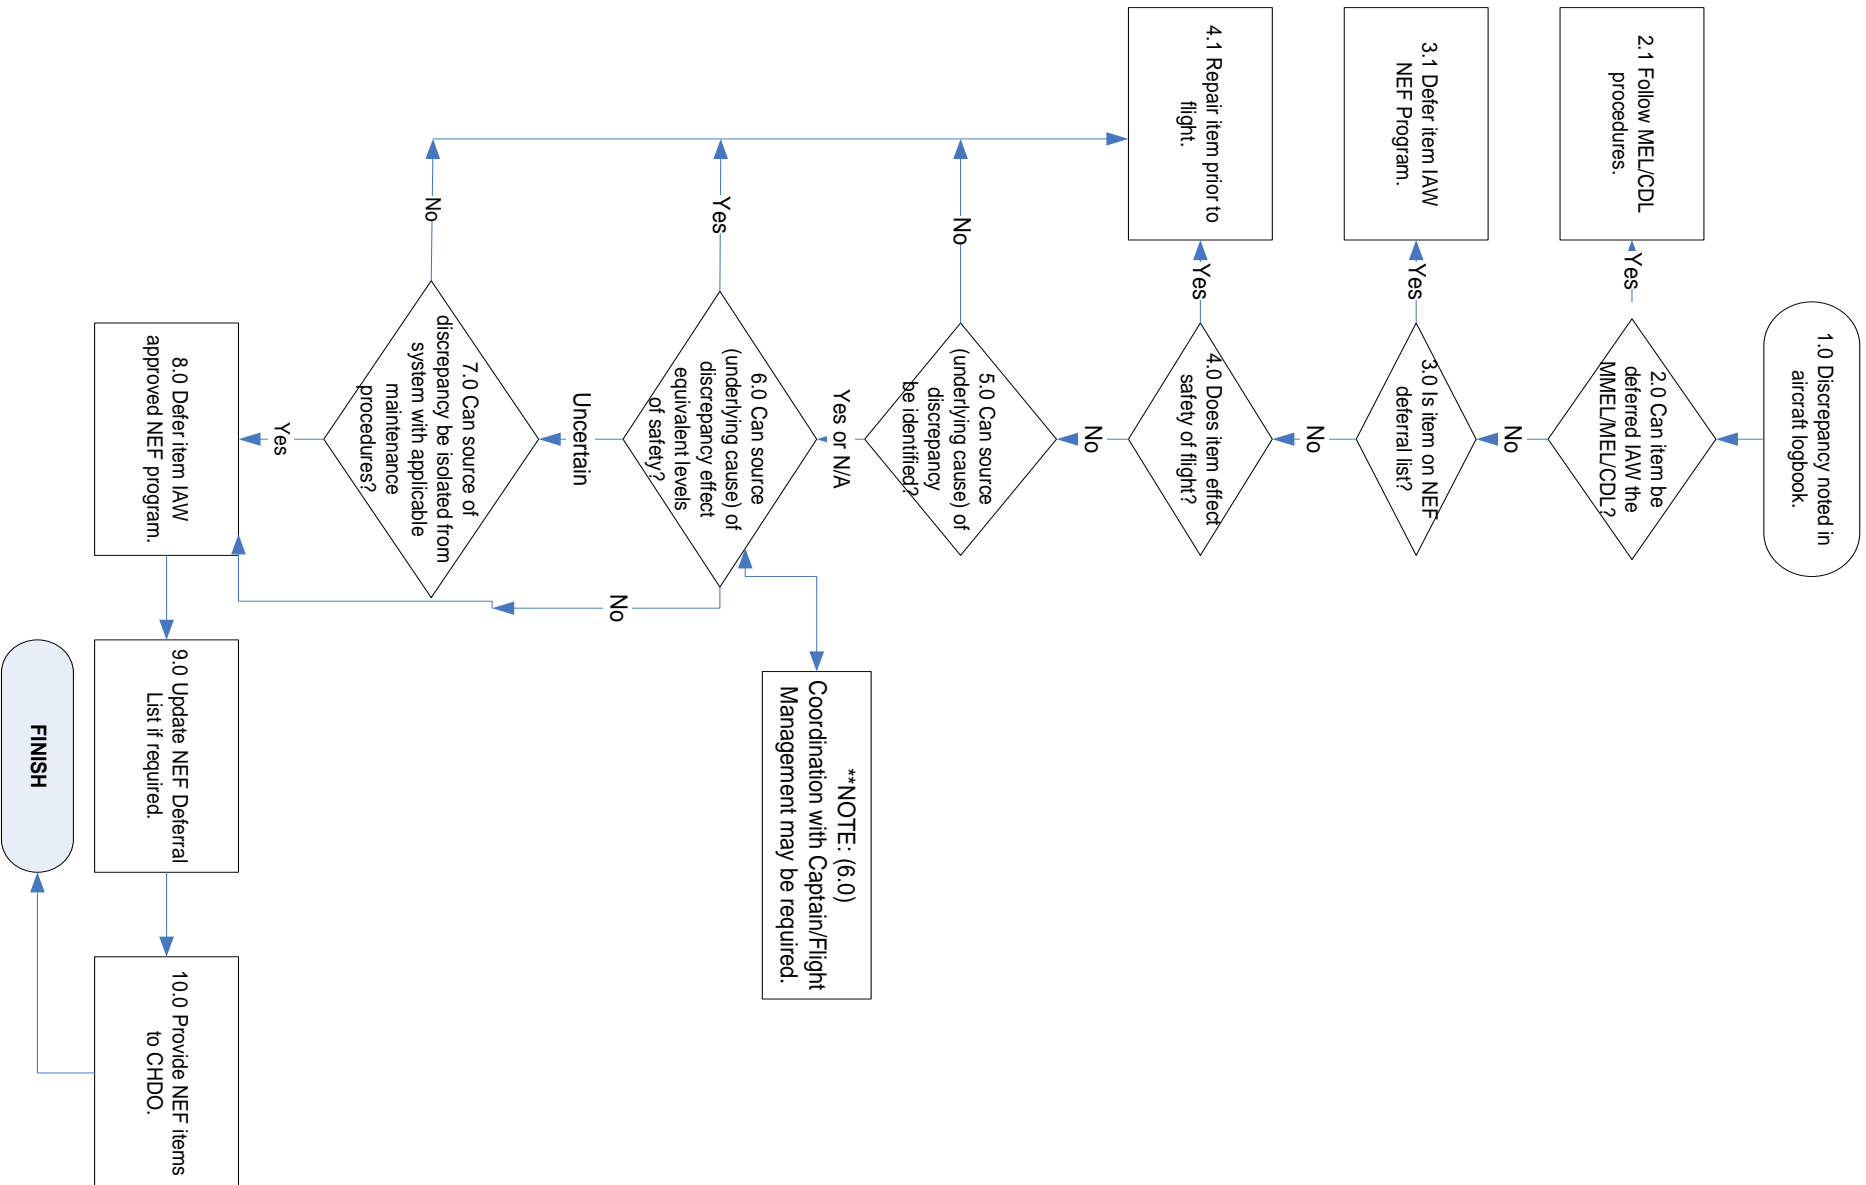 1.0 Discrepancy noted in
aircraft logbook.
2.0 Can item be
deferred IAW the
MMEL/MEL/CDL?
Yes
2.1 Follow MEL/CDL
procedures.
No
3.0 Is item on NEF
deferral list?
Yes
3.1 Defer item IAW
NEF Program.
No
4.0 Does item effect
safety of flight?
Yes
4.1 Repair item prior to
flight.
No
5.0 Can source
(underlying cause) of
discrepancy
be identified?
No
Yes or N/A
6.0 Can source
(underlying cause) of
discrepancy effect
equivalent levels
of safety?
Yes
**NOTE: (6.0)
Coordination with Captain/Flight
Management may be required.
No
Uncertain
7.0 Can source of
discrepancy be isolated from
system with applicable
maintenance
procedures?
No
Yes
8.0 Defer item IAW
approved NEF program.
9.0 Update NEF Deferral
List if required.
10.0 Provide NEF items
to CHDO.
FINISH